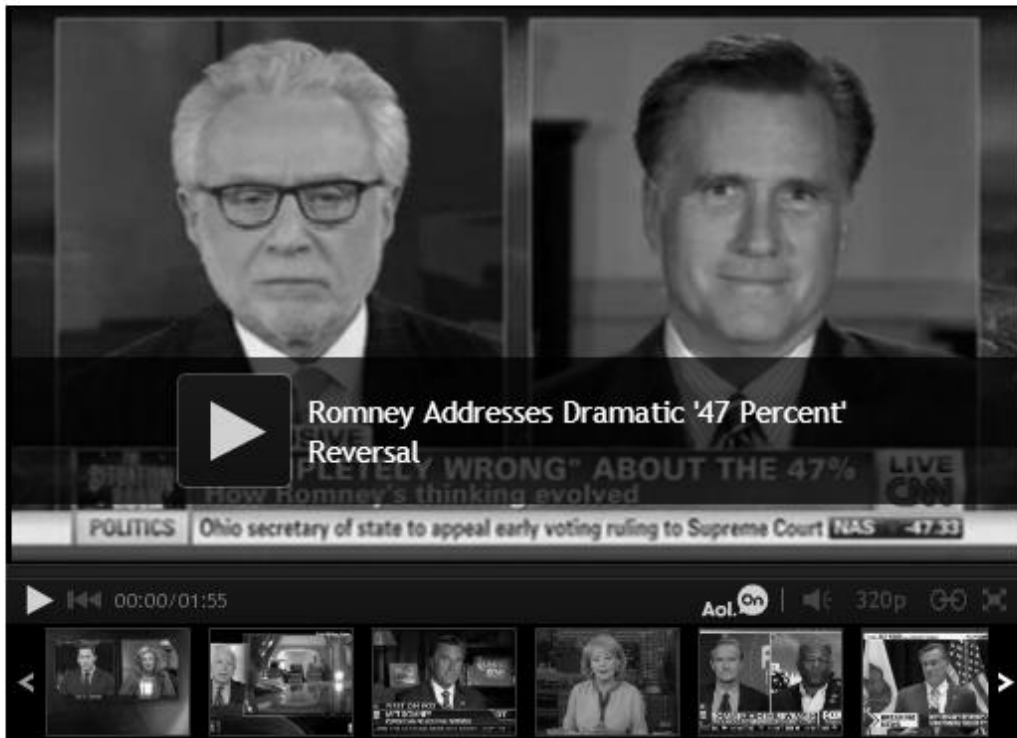 Romney Addresses Dramatic '47 Percent'
Reversal
WRONG" ABOUT THE 47%
How Romney's thinking evolved
LIVE
CNN
POLITICS
Ohio secretary of state to appeal early voting ruling to Supreme Court
NAS -47.33
00:00/01:55
Aol.On
320p